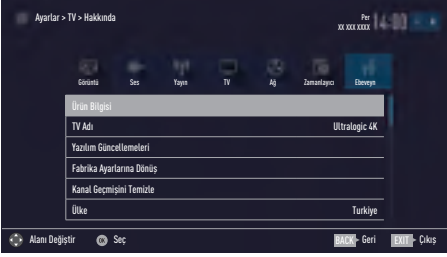 Ayarlar > TV > Hakkında
Per
xx xxx xxxx
14:00
Görüntü Ses Yayın TV Ağ Zamanlayıcı Ebeveyn
Ürün Bilgisi
TV Adı Ultralogic 4K
Yazılım Güncellemeleri
Fabrika Ayarlarına Dönüş
Kanal Geçmişini Temizle
Ülke Turkiye
Alanı Değiştir OK Seç BACK Geri EXIT Çıkış